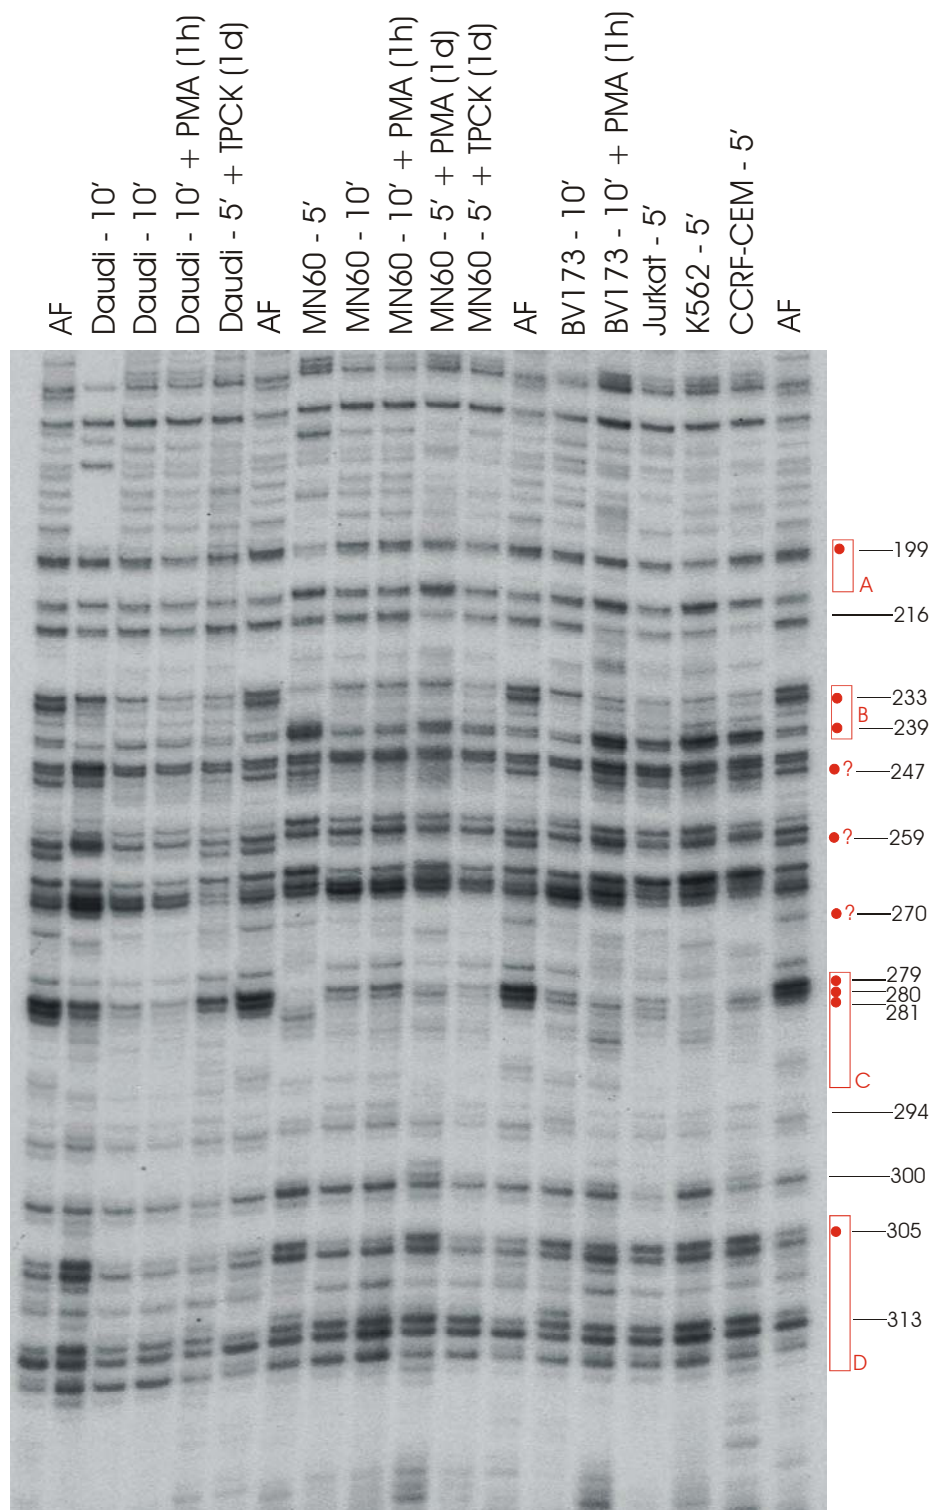 AF
Daudi - 10′
Daudi - 10′
Daudi - 10′ + PMA (1h)
Daudi - 5′ + TPCK (1d)
AF
MN60 - 5′
MN60 - 10′
MN60 - 10′ + PMA (1h)
MN60 - 5′ + PMA (1d)
MN60 - 5′ + TPCK (1d)
AF
BV173 - 10′
BV173 - 10′ + PMA (1h)
Jurkat - 5′
K562 - 5′
CCRF-CEM - 5′
AF
199
A
216
233
B
239
? 247
? 259
? 270
279
280
281
C
294
300
305
313
D